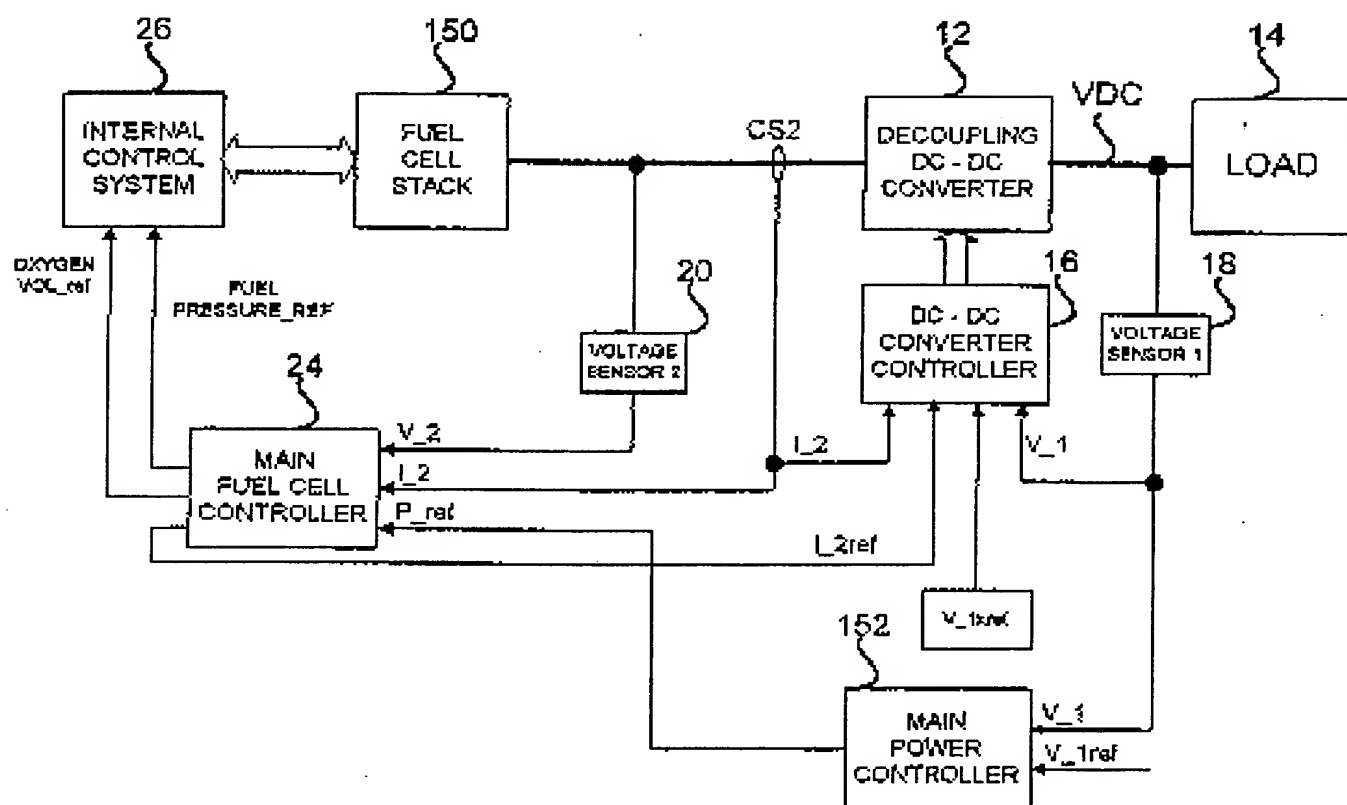 26
150
12
14
INTERNAL
CONTROL
SYSTEM
FUEL
CELL
STACK
CS2
DECOUPLING
DC - DC
CONVERTER
VDC
LOAD
OXYGEN
VOL_ref
FUEL
PRESSURE_REF
20
VOLTAGE
SENSOR 2
16
DC - DC
CONVERTER
CONTROLLER
18
VOLTAGE
SENSOR 1
24
MAIN
FUEL CELL
CONTROLLER
V_2
I_2
P_ref
I_2
V_1
I_2ref
V_1xref
152
MAIN
POWER
CONTROLLER
V_1
V_1ref